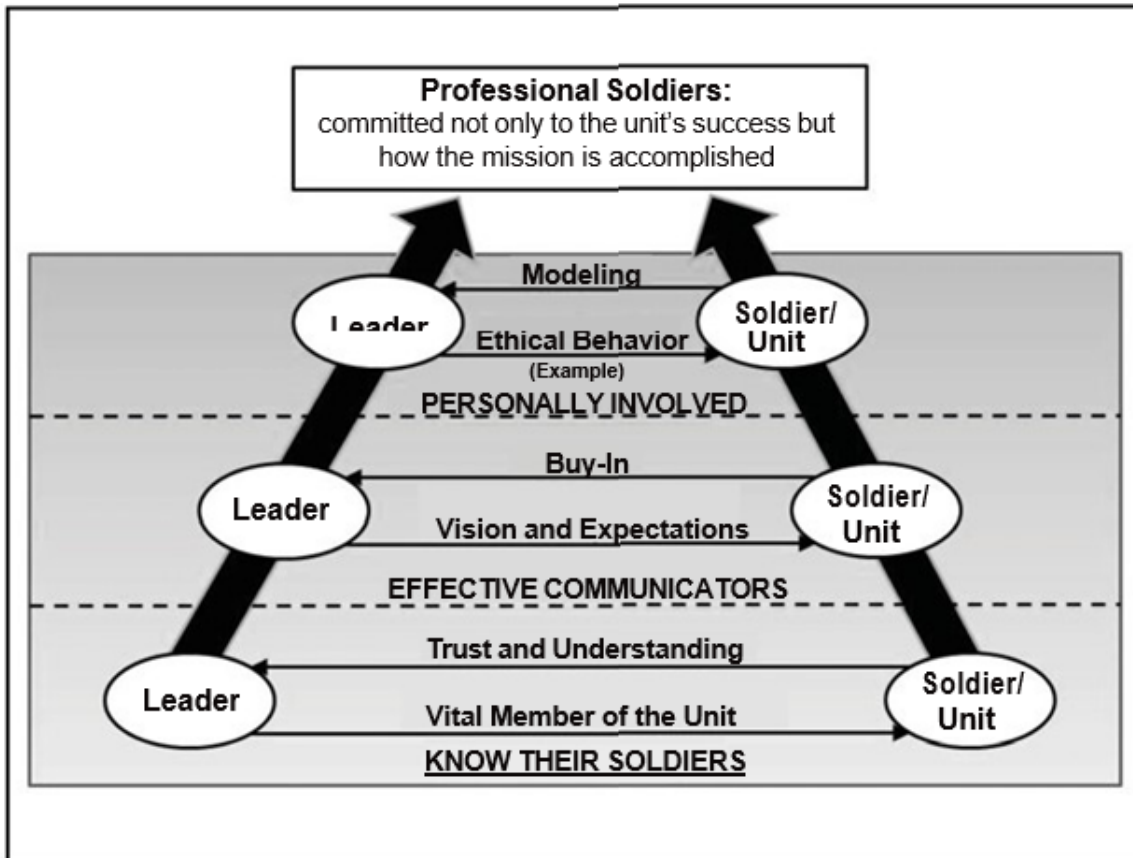 Professional Soldiers:
committed not only to the unit's success but
how the mission is accomplished
Modeling
Leader
Soldier/
Unit
Ethical Behavior
(Example)
PERSONALLY INVOLVED
Buy-In
Leader
Soldier/
Unit
Vision and Expectations
EFFECTIVE COMMUNICATORS
Trust and Understanding
Leader
Soldier/
Unit
Vital Member of the Unit
KNOW THEIR SOLDIERS